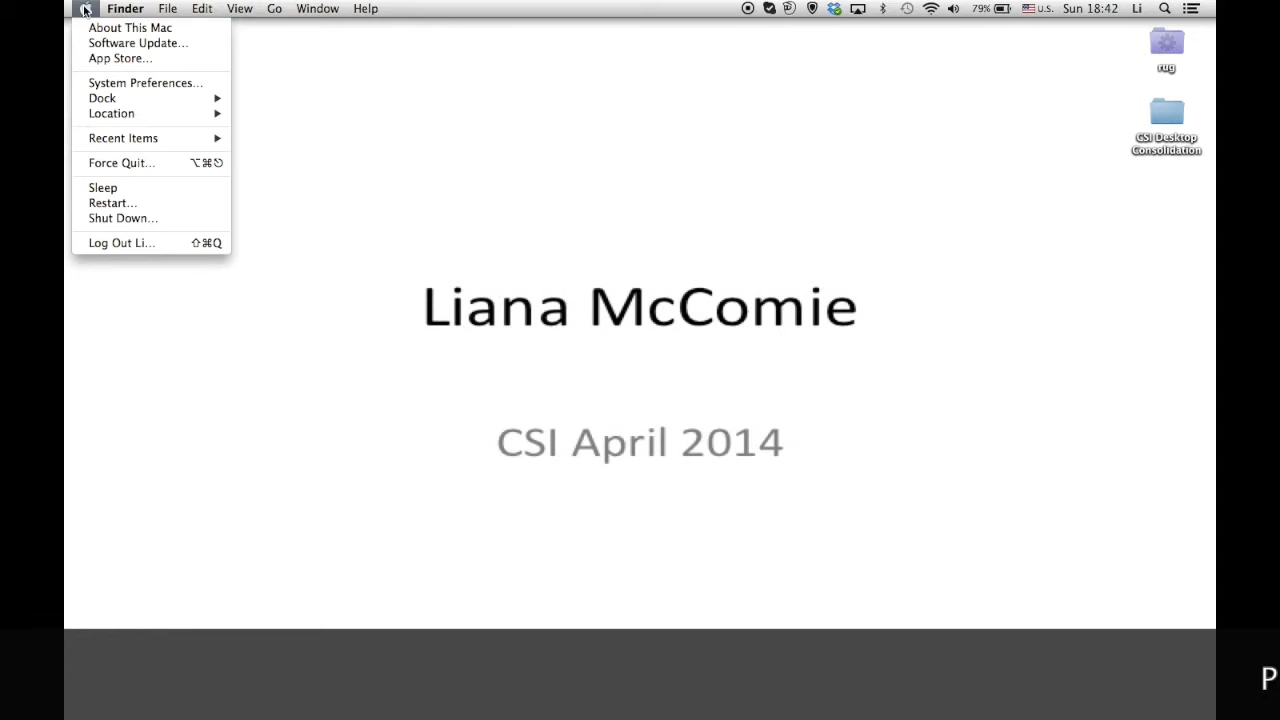 Finder File Edit View Go Window Help 79% U.S. Sun 18:42 Li
About This Mac
Software Update...
App Store...
System Preferences...
Dock
Location
Recent Items
Force Quit... ⌥⌘⎋
Sleep
Restart...
Shut Down...
Log Out Li... ⇧⌘Q
rug
CSI Desktop
Consolidation
Liana McComie
CSI April 2014
P